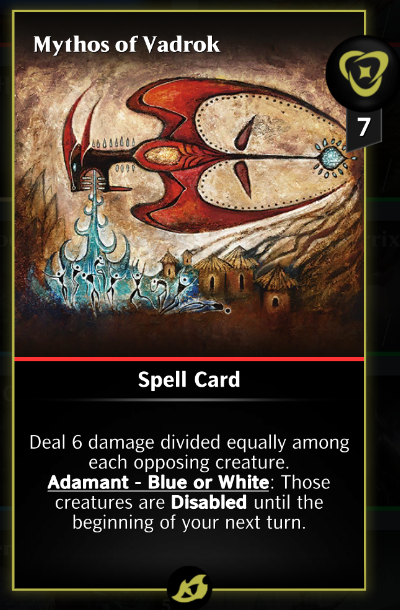 Mythos of Vadrok
7
Spell Card
Deal 6 damage divided equally among
each opposing creature.
Adamant - Blue or White: Those
creatures are Disabled until the
beginning of your next turn.